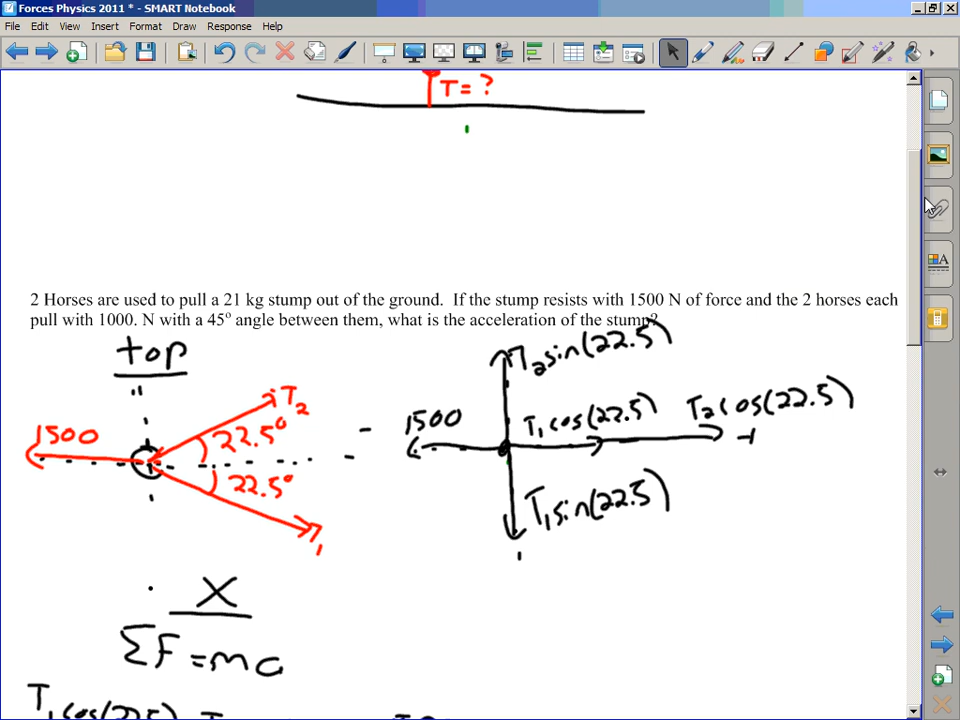 Forces Physics 2011 * - SMART Notebook
File Edit View Insert Format Draw Response Help
T = ?
2 Horses are used to pull a 21 kg stump out of the ground. If the stump resists with 1500 N of force and the 2 horses each
pull with 1000. N with a 45° angle between them, what is the acceleration of the stump?
top
T₂sin(22.5)
T₂
22.5°
1500
1500
T₁cos(22.5)
T₂cos(22.5)
22.5°
T₁sin(22.5)
T₁
X
ΣF = ma
T₁cos(22.5)